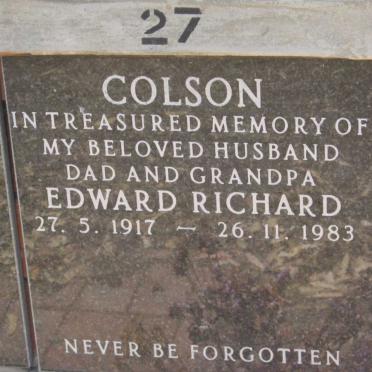 27
COLSON
IN TREASURED MEMORY OF
MY BELOVED HUSBAND
DAD AND GRANDPA
EDWARD RICHARD
27. 5. 1917 — 26. 11. 1983
NEVER BE FORGOTTEN